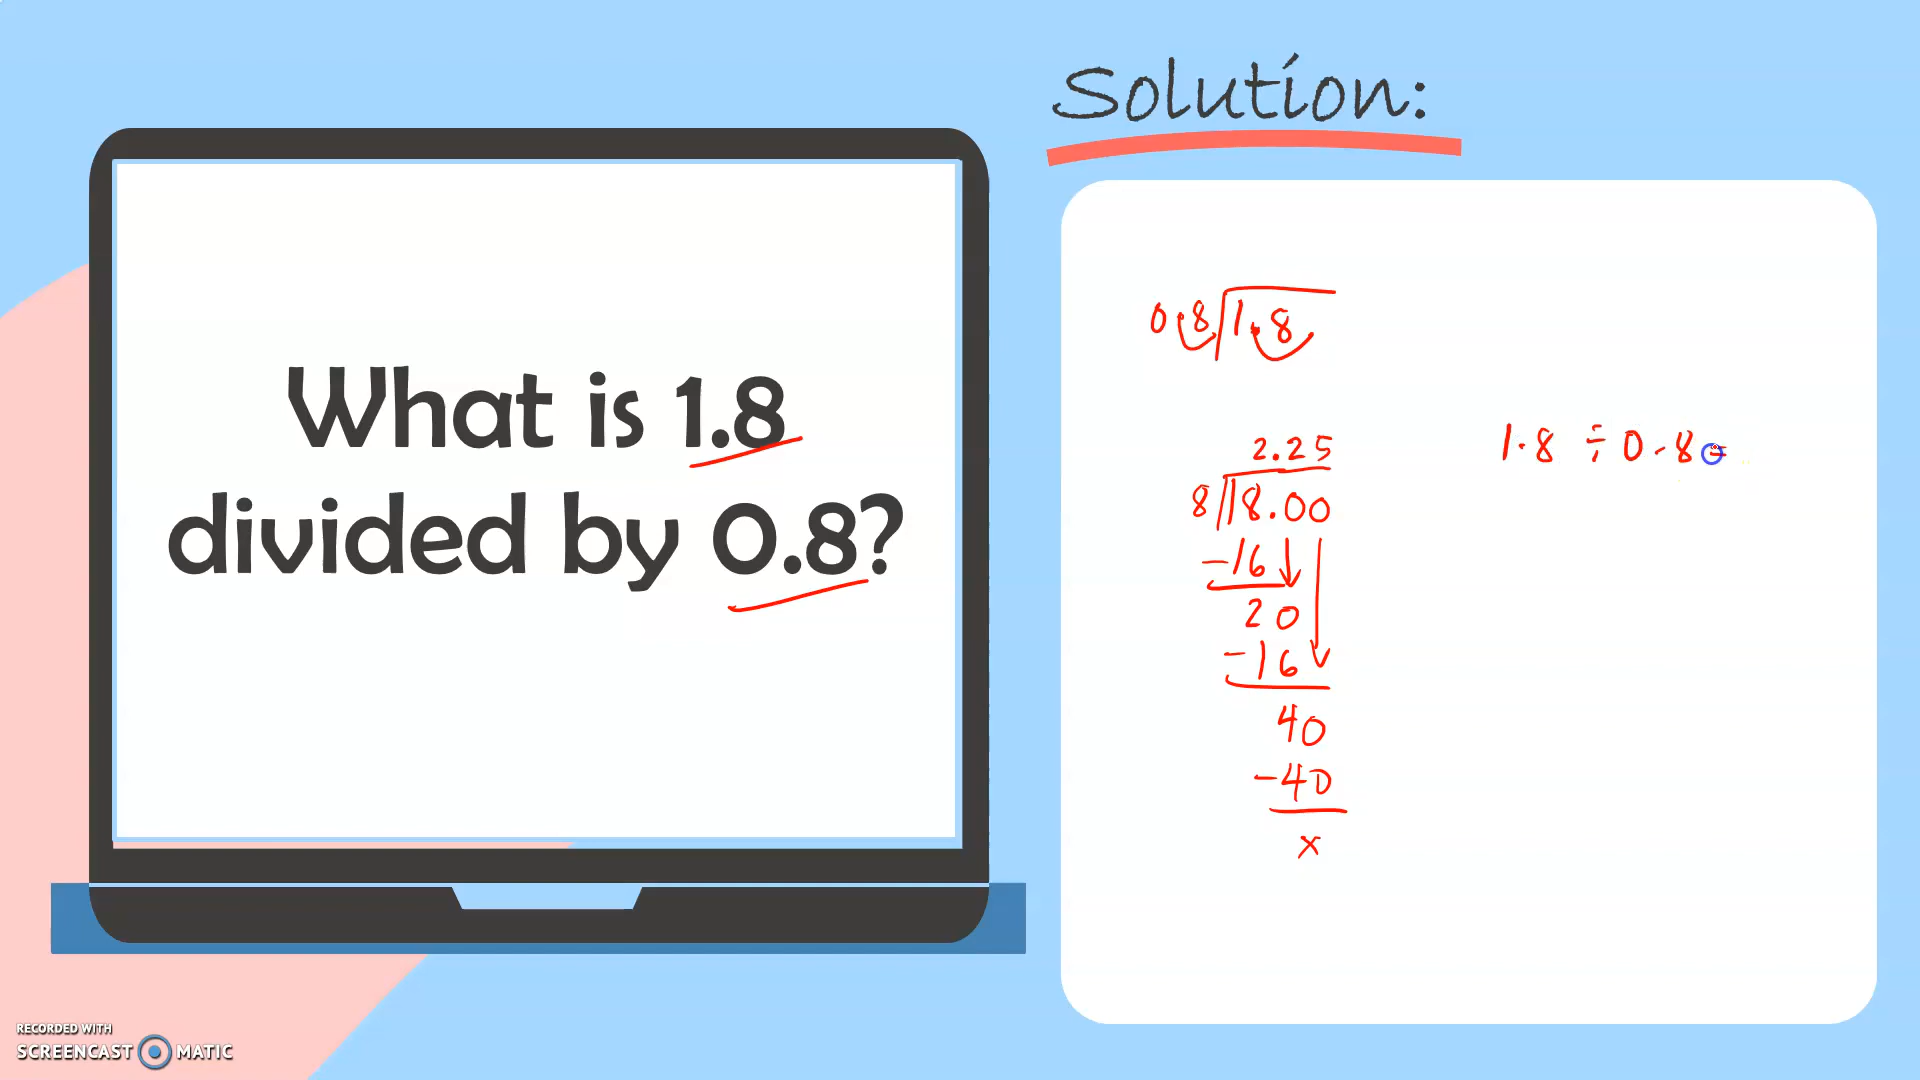 Solution:
What is 1.8
divided by 0.8?
0.8 1.8
2.25
8 18.00
-16
20
-16
40
-40
x
1.8 ÷ 0.8 =
RECORDED WITH
SCREENCAST MATIC